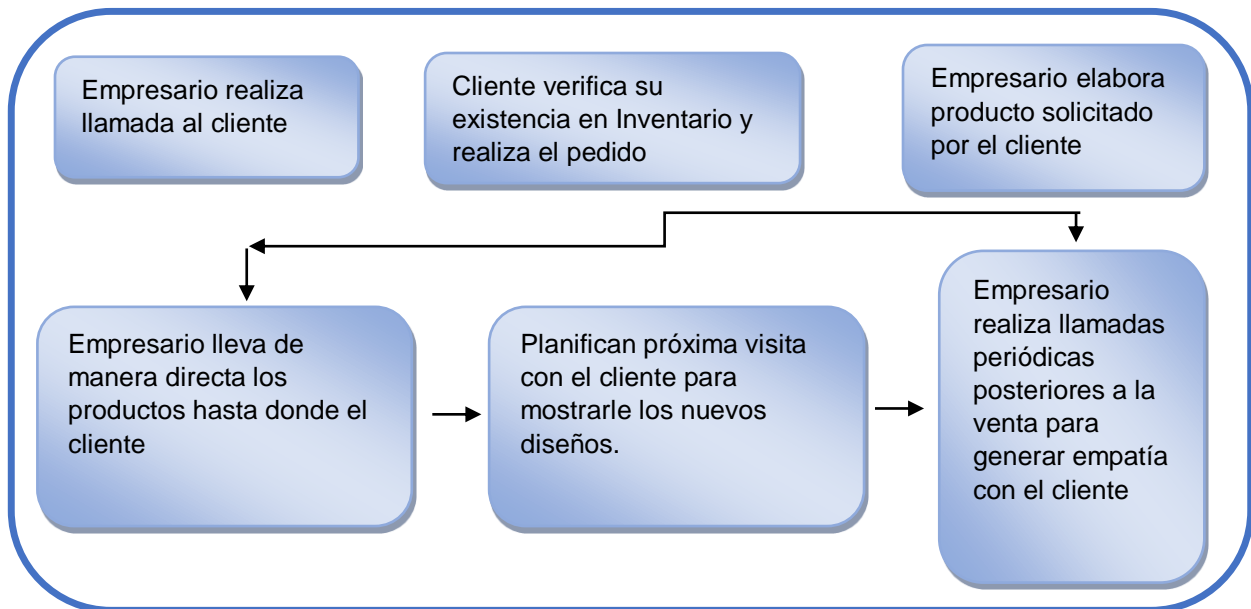 Empresario realiza
llamada al cliente
Cliente verifica su
existencia en Inventario y
realiza el pedido
Empresario elabora
producto solicitado
por el cliente
Empresario lleva de
manera directa los
productos hasta donde el
cliente
Planifican próxima visita
con el cliente para
mostrarle los nuevos
diseños.
Empresario
realiza llamadas
periódicas
posteriores a la
venta para
generar empatía
con el cliente